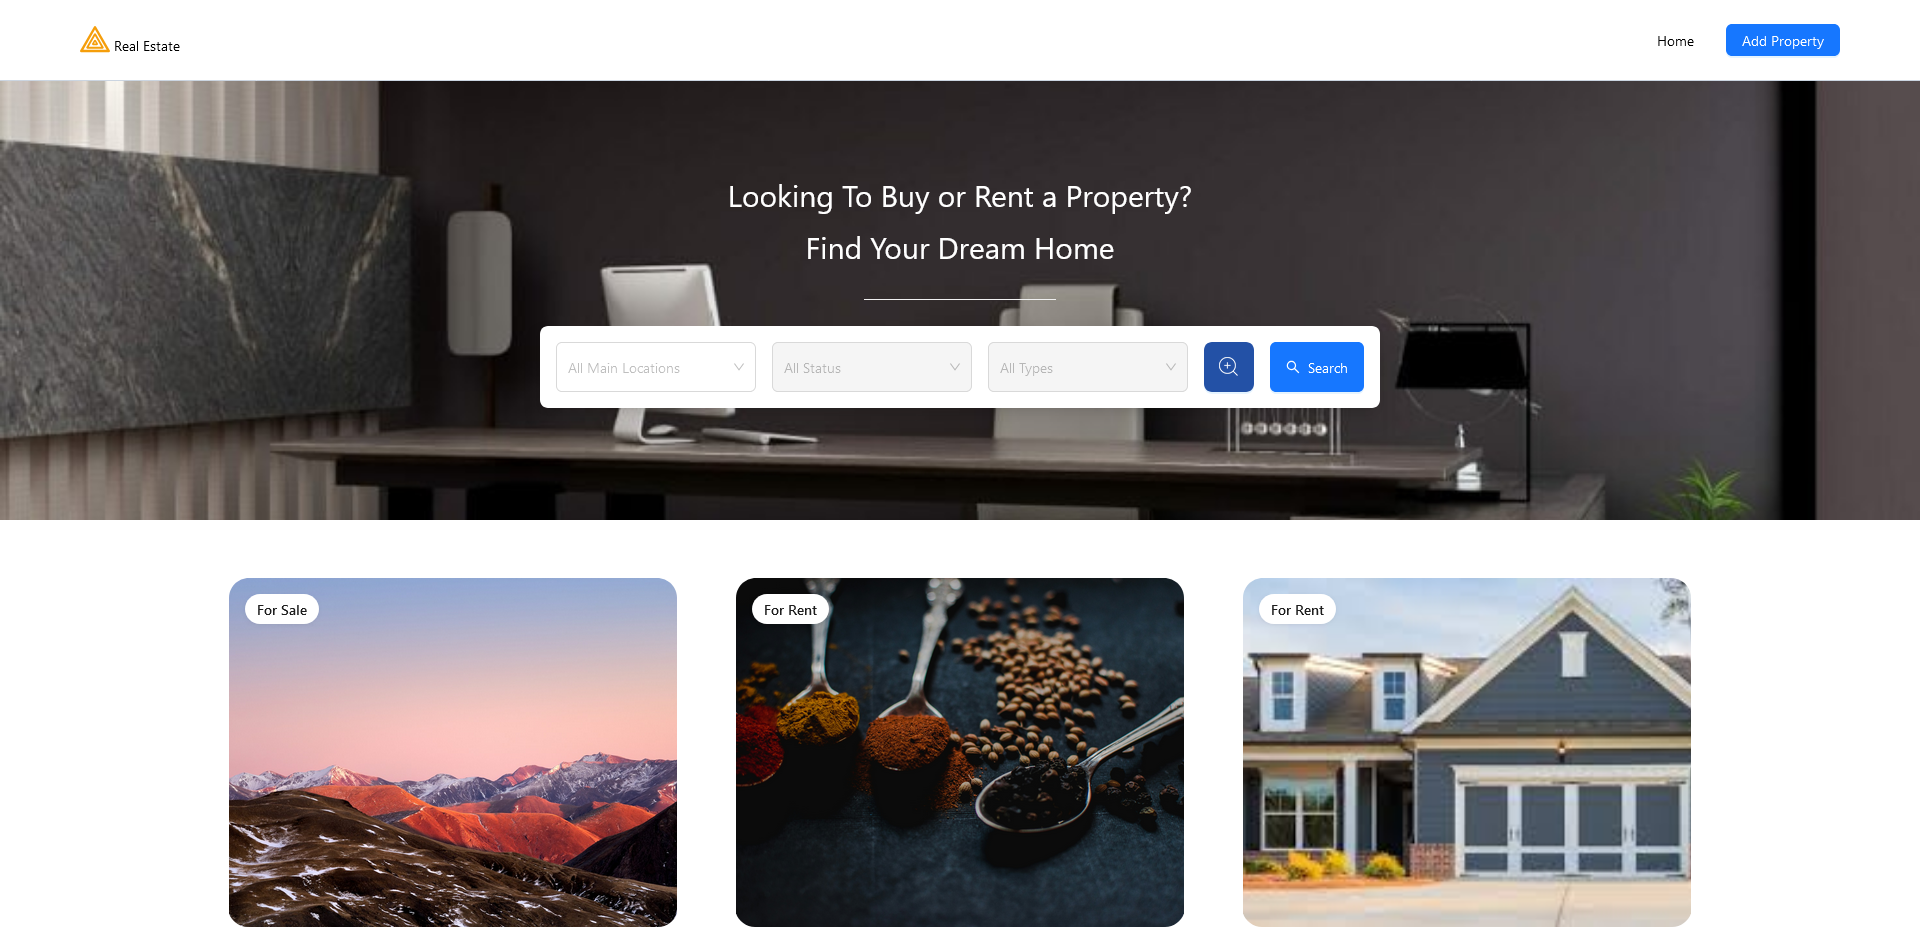 Real Estate
Home
Add Property
Looking To Buy or Rent a Property?
Find Your Dream Home
All Main Locations
All Status
All Types
Search
For Sale
For Rent
For Rent